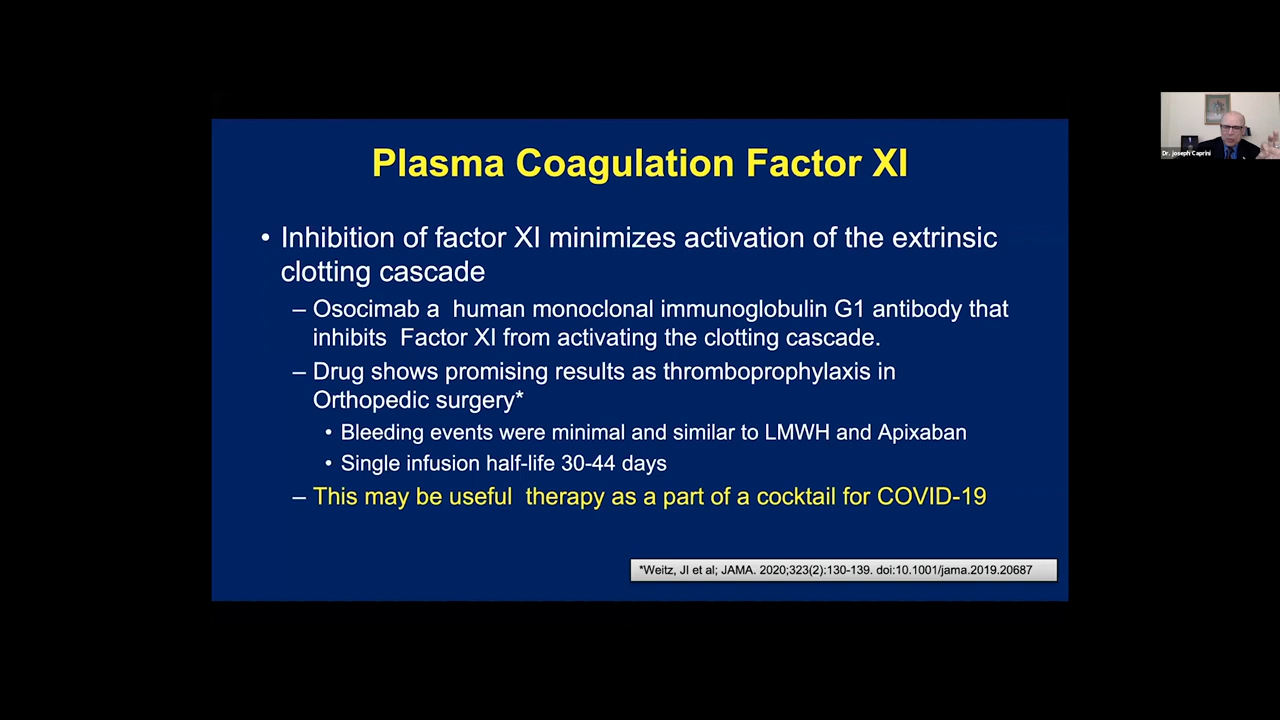 Plasma Coagulation Factor XI
• Inhibition of factor XI minimizes activation of the extrinsic
clotting cascade
– Osocimab a  human monoclonal immunoglobulin G1 antibody that
inhibits  Factor XI from activating the clotting cascade.
– Drug shows promising results as thromboprophylaxis in
Orthopedic surgery*
• Bleeding events were minimal and similar to LMWH and Apixaban
• Single infusion half-life 30-44 days
– This may be useful  therapy as a part of a cocktail for COVID-19
*Weitz, JI et al; JAMA. 2020;323(2):130-139. doi:10.1001/jama.2019.20687
Dr. Joseph Caprini